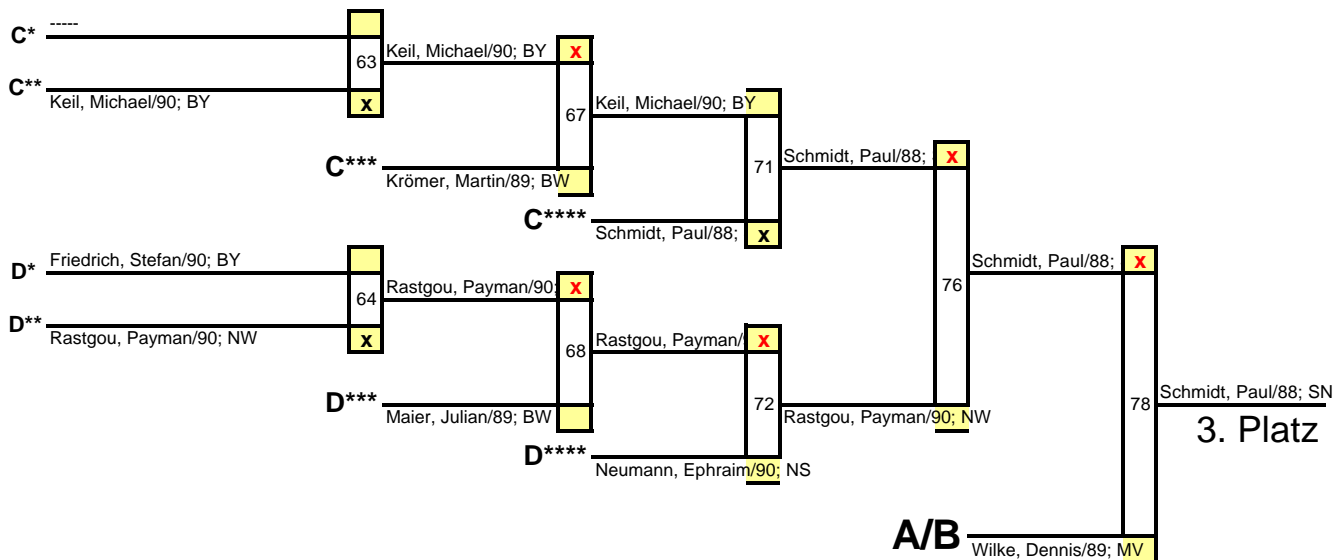 C* -----
63 Keil, Michael/90; BY x
C** Keil, Michael/90; BY x
67 Keil, Michael/90; BY
C*** Krömer, Martin/89; BW
71 Schmidt, Paul/88; x
C**** Schmidt, Paul/88; x
D* Friedrich, Stefan/90; BY
76 Schmidt, Paul/88; x
64 Rastgou, Payman/90; x
D** Rastgou, Payman/90; NW x
68 Rastgou, Payman/ x
D*** Maier, Julian/89; BW
72 Rastgou, Payman/90; NW
78 Schmidt, Paul/88; SN
3. Platz
D**** Neumann, Ephraim/90; NS
A/B Wilke, Dennis/89; MV